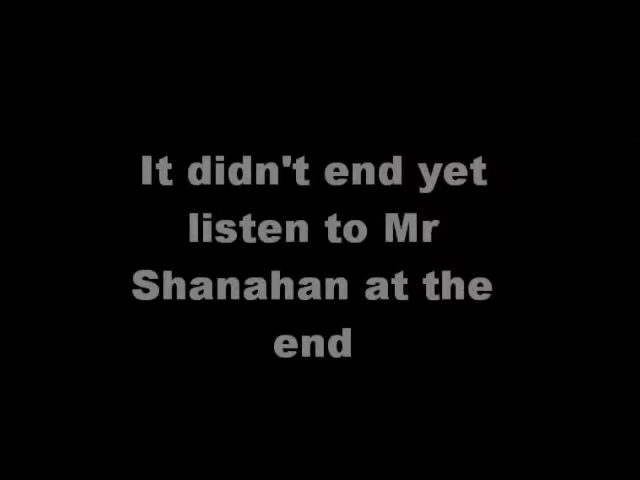 It didn't end yet
listen to Mr
Shanahan at the
end